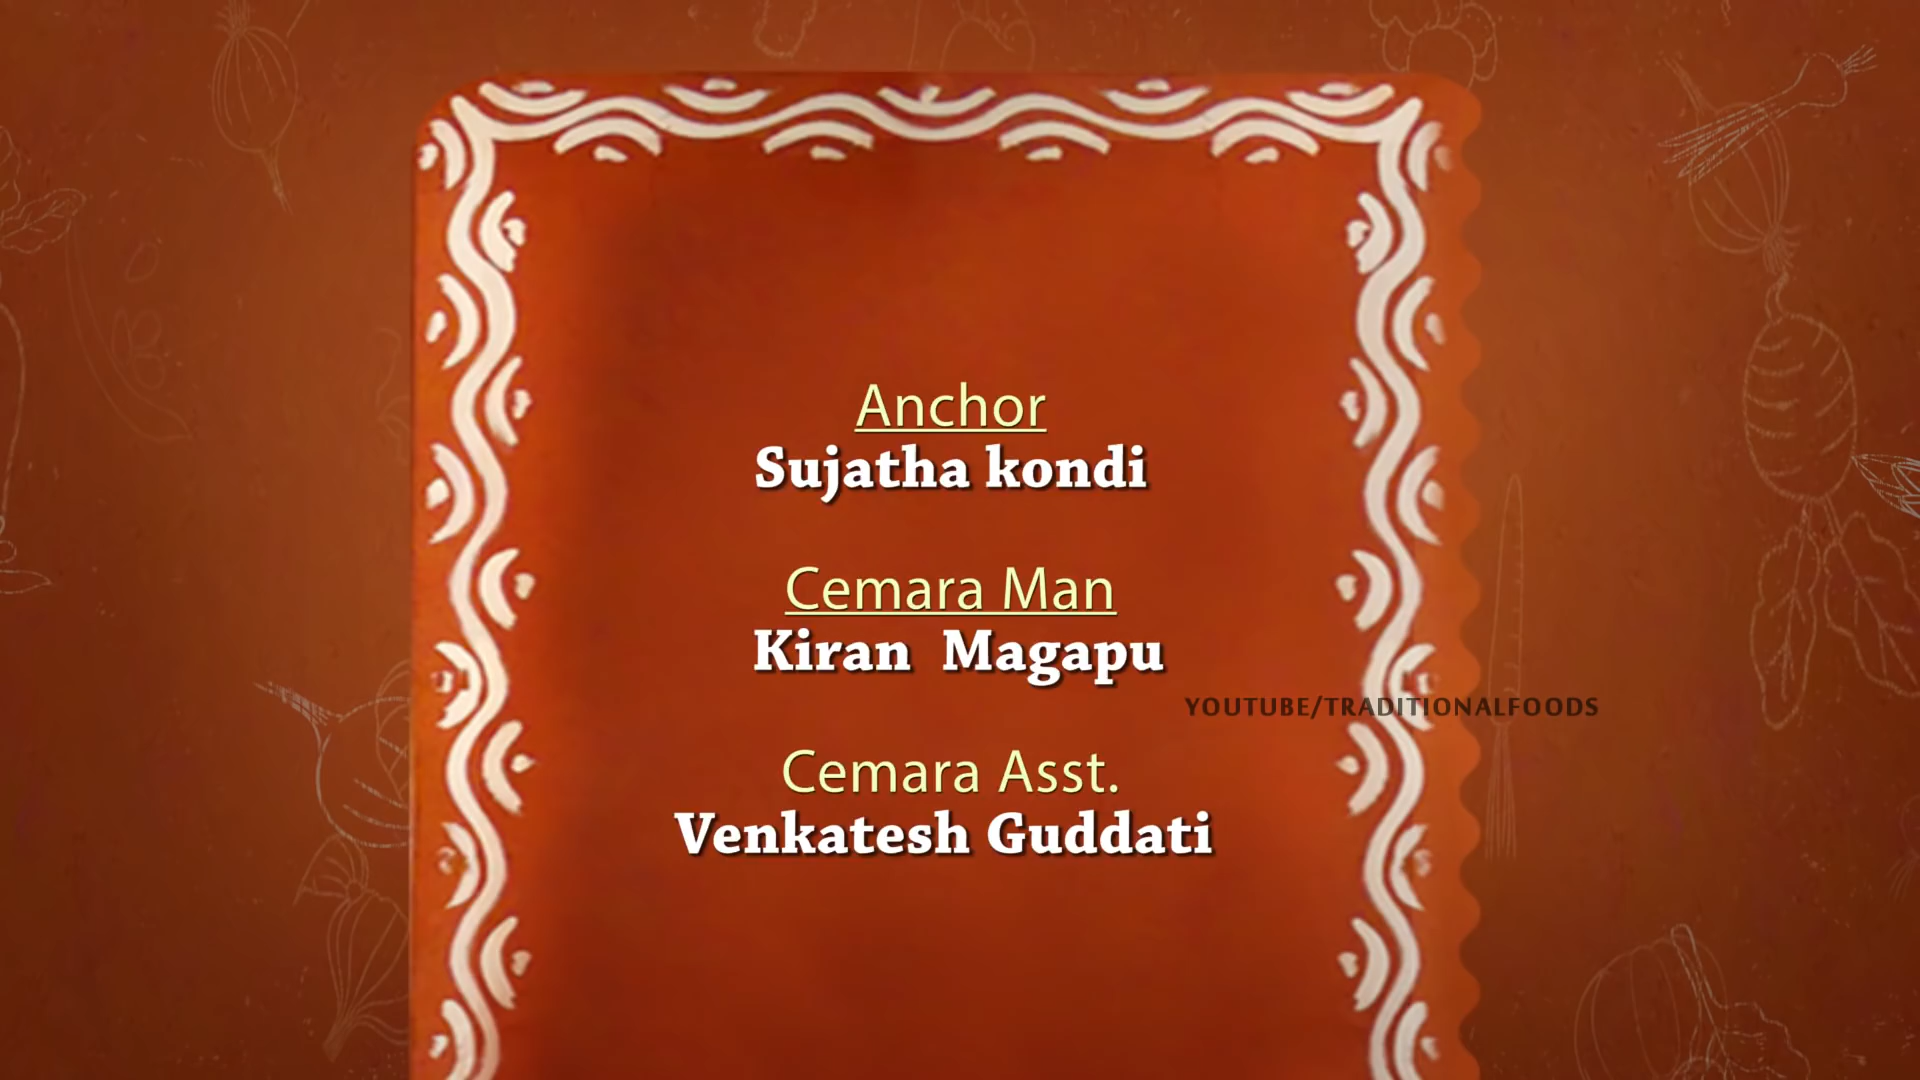 Anchor
Sujatha kondi
Cemara Man
Kiran Magapu
YOUTUBE/TRADITIONALFOODS
Cemara Asst.
Venkatesh Guddati